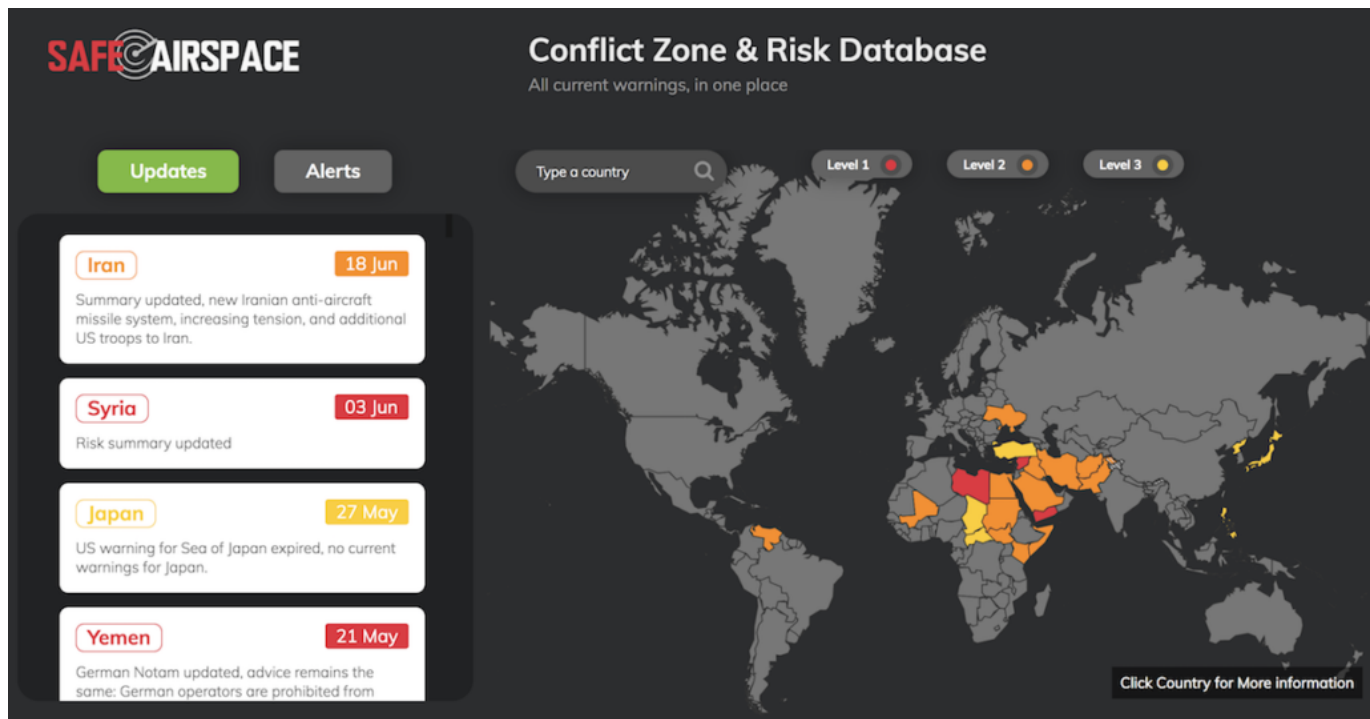 SAFE AIRSPACE
Conflict Zone & Risk Database
All current warnings, in one place
Updates
Alerts
Type a country
Level 1
Level 2
Level 3
Iran
18 Jun
Summary updated, new Iranian anti-aircraft
missile system, increasing tension, and additional
US troops to Iran.
Syria
03 Jun
Risk summary updated
Japan
27 May
US warning for Sea of Japan expired, no current
warnings for Japan.
Yemen
21 May
German Notam updated, advice remains the
same: German operators are prohibited from
Click Country for More information